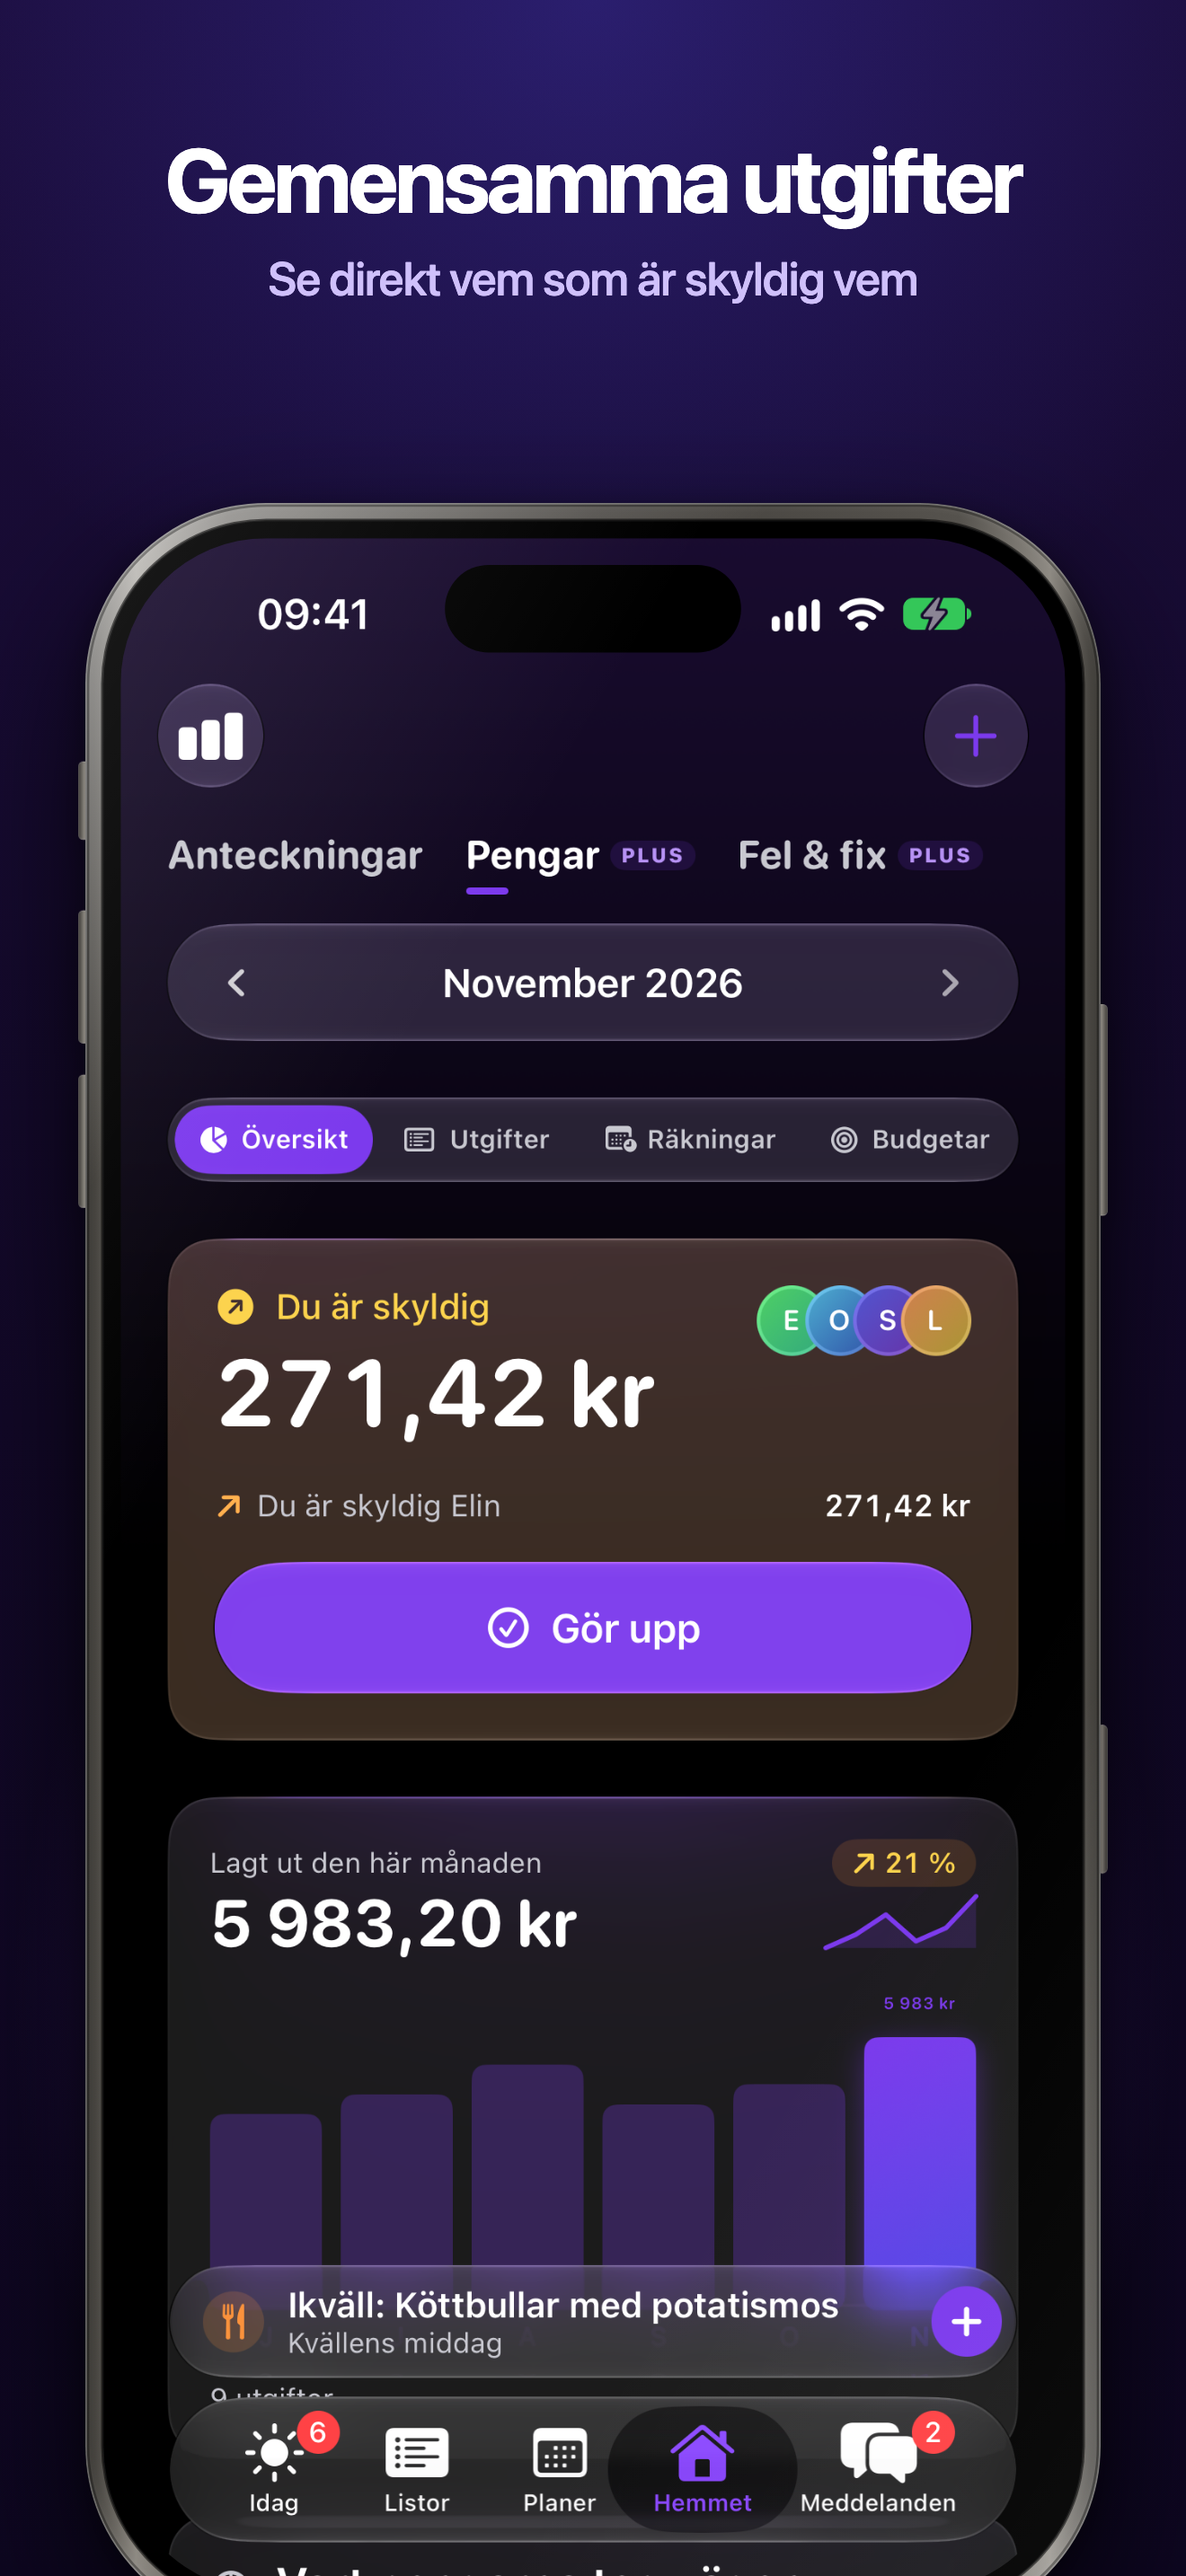 Gemensamma utgifter
Se direkt vem som är skyldig vem
09:41
Anteckningar Pengar PLUS Fel & fix PLUS
November 2026
Översikt Utgifter Räkningar Budgetar
Du är skyldig
E O S L
271,42 kr
Du är skyldig Elin 271,42 kr
Gör upp
Lagt ut den här månaden 21 %
5 983,20 kr
5 983 kr
Ikväll: Köttbullar med potatismos
Kvällens middag
9 utgifter
6 2
Idag Listor Planer Hemmet Meddelanden